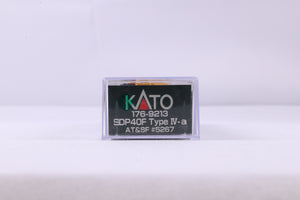 KATO
176-9213
SDP40F Type Ⅳ-a
AT&SF #5267